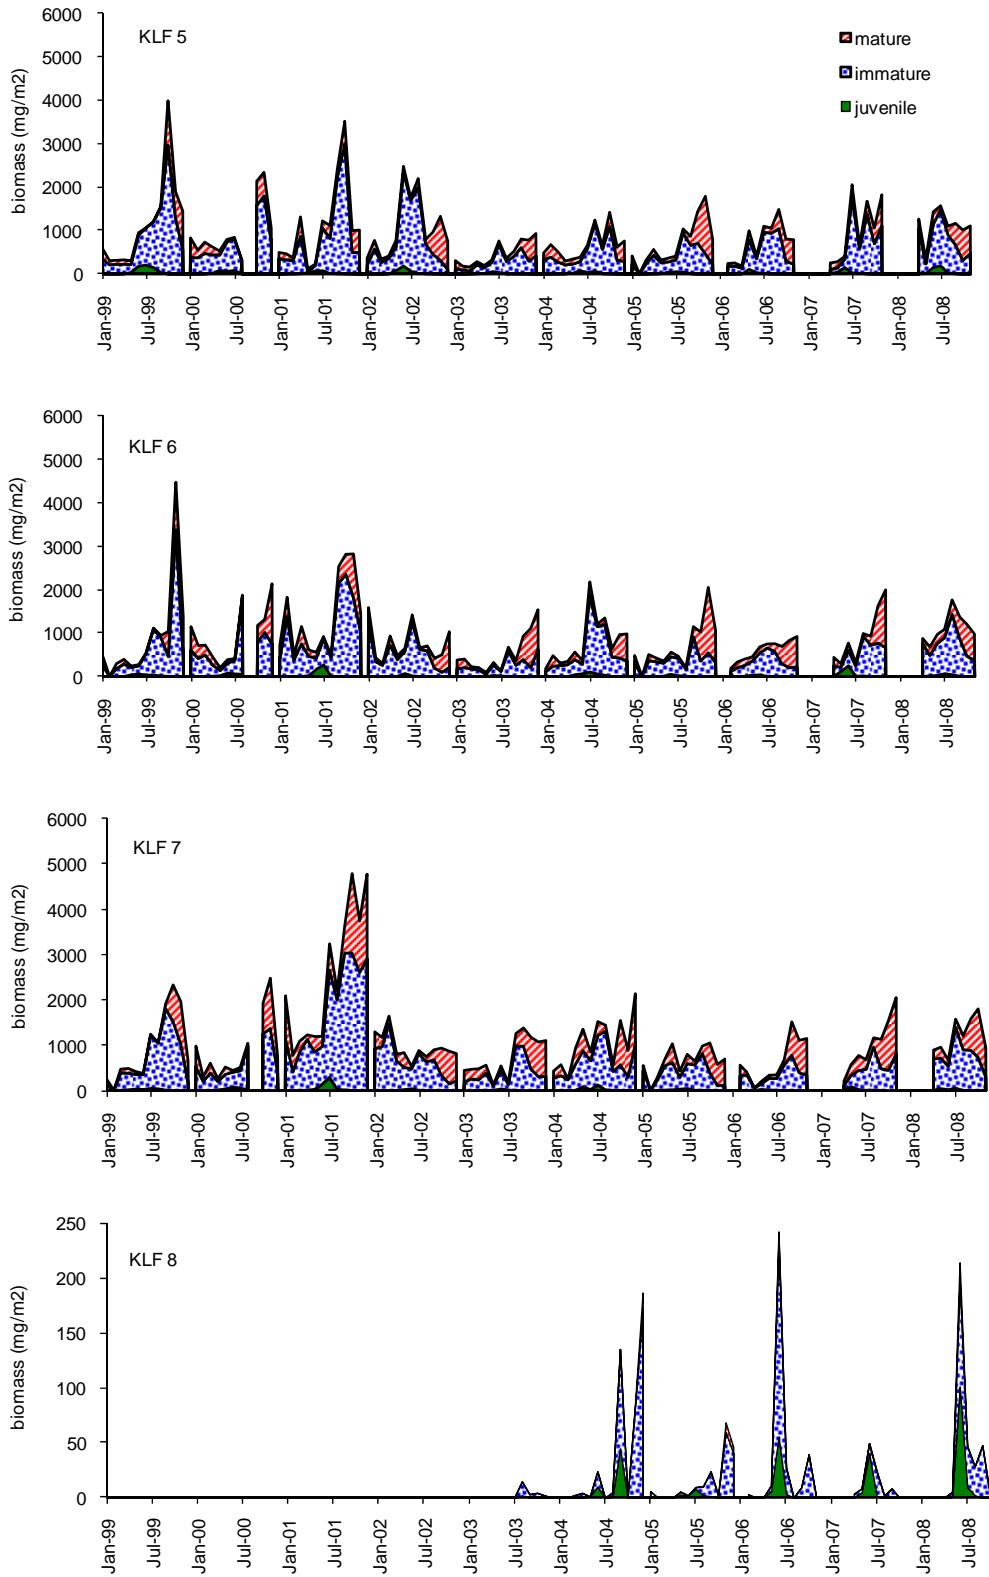 KLF 5
mature
immature
juvenile
biomass (mg/m2)
6000
5000
4000
3000
2000
1000
0
Jan-99 Jul-99 Jan-00 Jul-00 Jan-01 Jul-01 Jan-02 Jul-02 Jan-03 Jul-03 Jan-04 Jul-04 Jan-05 Jul-05 Jan-06 Jul-06 Jan-07 Jul-07 Jan-08 Jul-08
KLF 6
biomass (mg/m2)
6000
5000
4000
3000
2000
1000
0
Jan-99 Jul-99 Jan-00 Jul-00 Jan-01 Jul-01 Jan-02 Jul-02 Jan-03 Jul-03 Jan-04 Jul-04 Jan-05 Jul-05 Jan-06 Jul-06 Jan-07 Jul-07 Jan-08 Jul-08
KLF 7
biomass (mg/m2)
6000
5000
4000
3000
2000
1000
0
Jan-99 Jul-99 Jan-00 Jul-00 Jan-01 Jul-01 Jan-02 Jul-02 Jan-03 Jul-03 Jan-04 Jul-04 Jan-05 Jul-05 Jan-06 Jul-06 Jan-07 Jul-07 Jan-08 Jul-08
KLF 8
biomass (mg/m2)
250
200
150
100
50
0
Jan-99 Jul-99 Jan-00 Jul-00 Jan-01 Jul-01 Jan-02 Jul-02 Jan-03 Jul-03 Jan-04 Jul-04 Jan-05 Jul-05 Jan-06 Jul-06 Jan-07 Jul-07 Jan-08 Jul-08